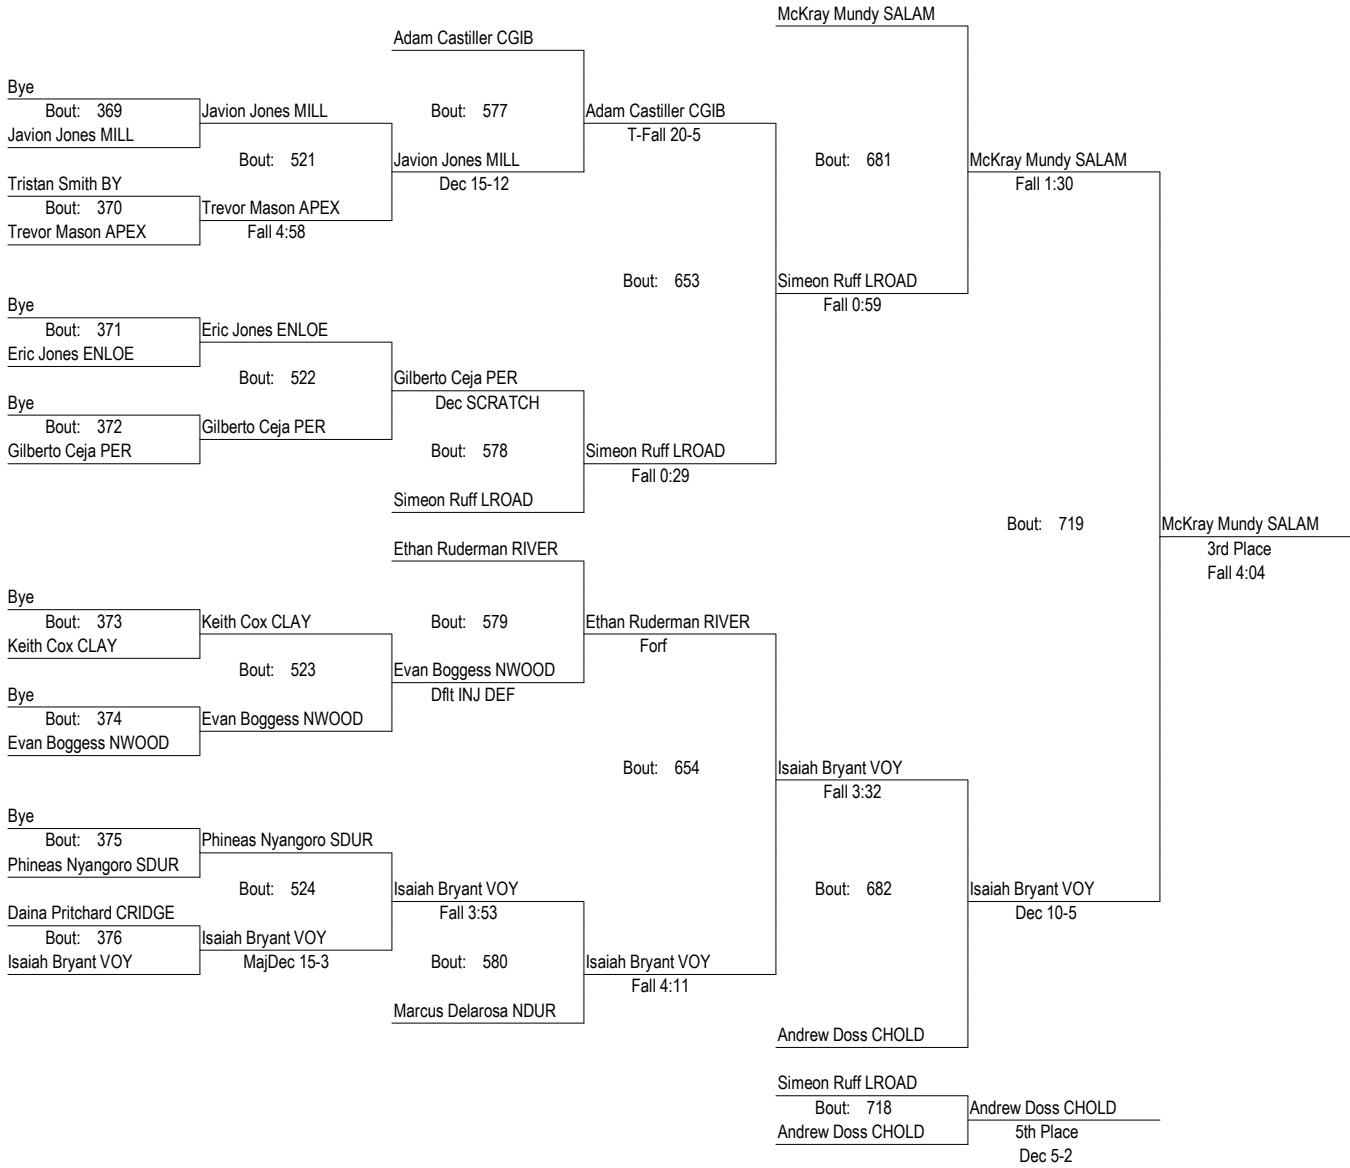 McKray Mundy SALAM
Adam Castiller CGIB
Bye
Bout: 369
Javion Jones MILL
Javion Jones MILL
Bout: 577
Adam Castiller CGIB
T-Fall 20-5
Bout: 521
Javion Jones MILL
Dec 15-12
Bout: 681
McKray Mundy SALAM
Fall 1:30
Tristan Smith BY
Bout: 370
Trevor Mason APEX
Trevor Mason APEX
Fall 4:58
Bout: 653
Simeon Ruff LROAD
Fall 0:59
Bye
Bout: 371
Eric Jones ENLOE
Eric Jones ENLOE
Bout: 522
Gilberto Ceja PER
Dec SCRATCH
Bye
Bout: 372
Gilberto Ceja PER
Gilberto Ceja PER
Bout: 578
Simeon Ruff LROAD
Fall 0:29
Simeon Ruff LROAD
Bout: 719
McKray Mundy SALAM
3rd Place
Fall 4:04
Ethan Ruderman RIVER
Bye
Bout: 373
Keith Cox CLAY
Keith Cox CLAY
Bout: 579
Ethan Ruderman RIVER
Forf
Bout: 523
Evan Boggess NWOOD
Dflt INJ DEF
Bye
Bout: 374
Evan Boggess NWOOD
Evan Boggess NWOOD
Bout: 654
Isaiah Bryant VOY
Fall 3:32
Bye
Bout: 375
Phineas Nyangoro SDUR
Phineas Nyangoro SDUR
Bout: 524
Isaiah Bryant VOY
Fall 3:53
Bout: 682
Isaiah Bryant VOY
Dec 10-5
Daina Pritchard CRIDGE
Bout: 376
Isaiah Bryant VOY
Isaiah Bryant VOY
MajDec 15-3
Bout: 580
Isaiah Bryant VOY
Fall 4:11
Marcus Delarosa NDUR
Andrew Doss CHOLD
Simeon Ruff LROAD
Bout: 718
Andrew Doss CHOLD
Andrew Doss CHOLD
5th Place
Dec 5-2